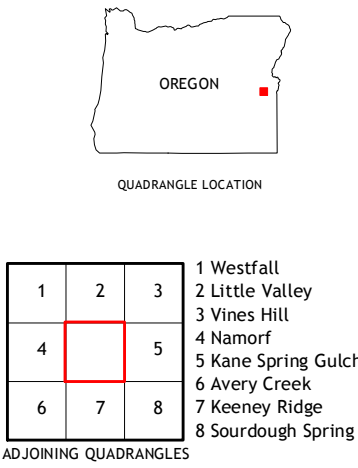 OREGON
QUADRANGLE LOCATION
1 2 3
4 5
6 7 8
1 Westfall
2 Little Valley
3 Vines Hill
4 Namorf
5 Kane Spring Gulch
6 Avery Creek
7 Keeney Ridge
8 Sourdough Spring
ADJOINING QUADRANGLES